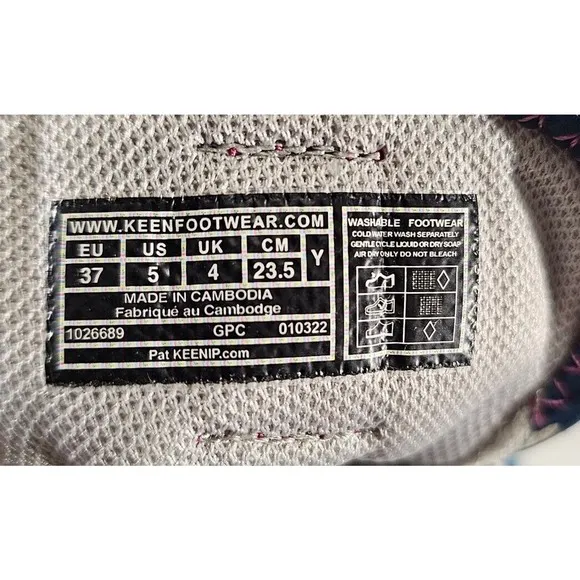 WWW.KEENFOOTWEAR.COM
EU US UK CM Y
37 5 4 23.5
MADE IN CAMBODIA
Fabriqué au Cambodge
1026689 GPC 010322
Pat KEENIP.com
WASHABLE FOOTWEAR
COLD WATER WASH SEPARATELY
GENTLE CYCLE LIQUID OR DRY SOAP
AIR DRY ONLY DO NOT BLEACH